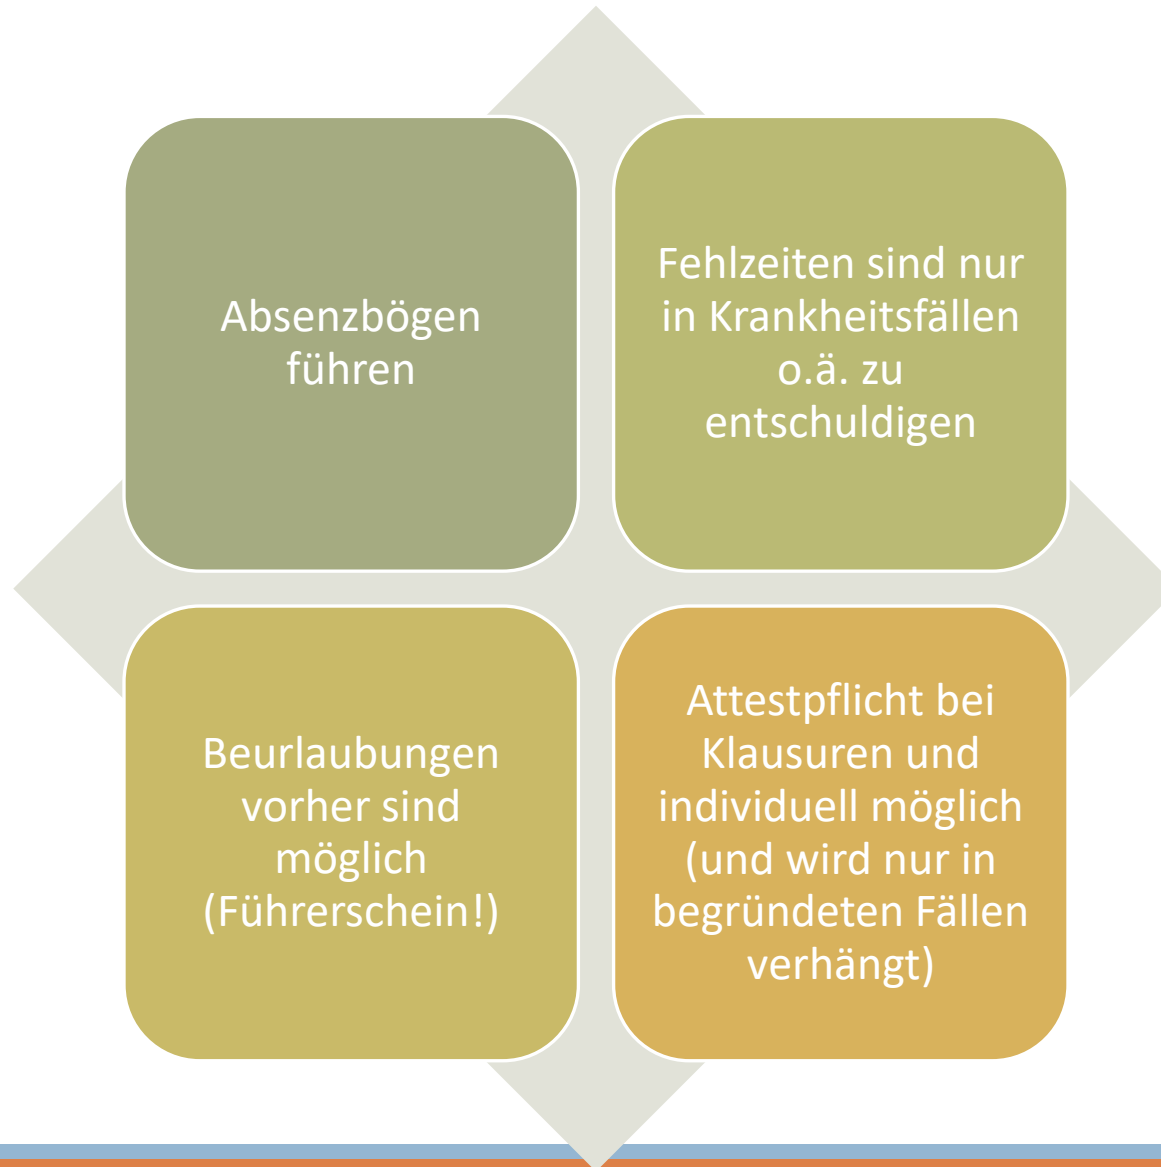 Absenzbögen
führen
Fehlzeiten sind nur
in Krankheitsfällen
o.ä. zu
entschuldigen
Beurlaubungen
vorher sind
möglich
(Führerschein!)
Attestpflicht bei
Klausuren und
individuell möglich
(und wird nur in
begründeten Fällen
verhängt)